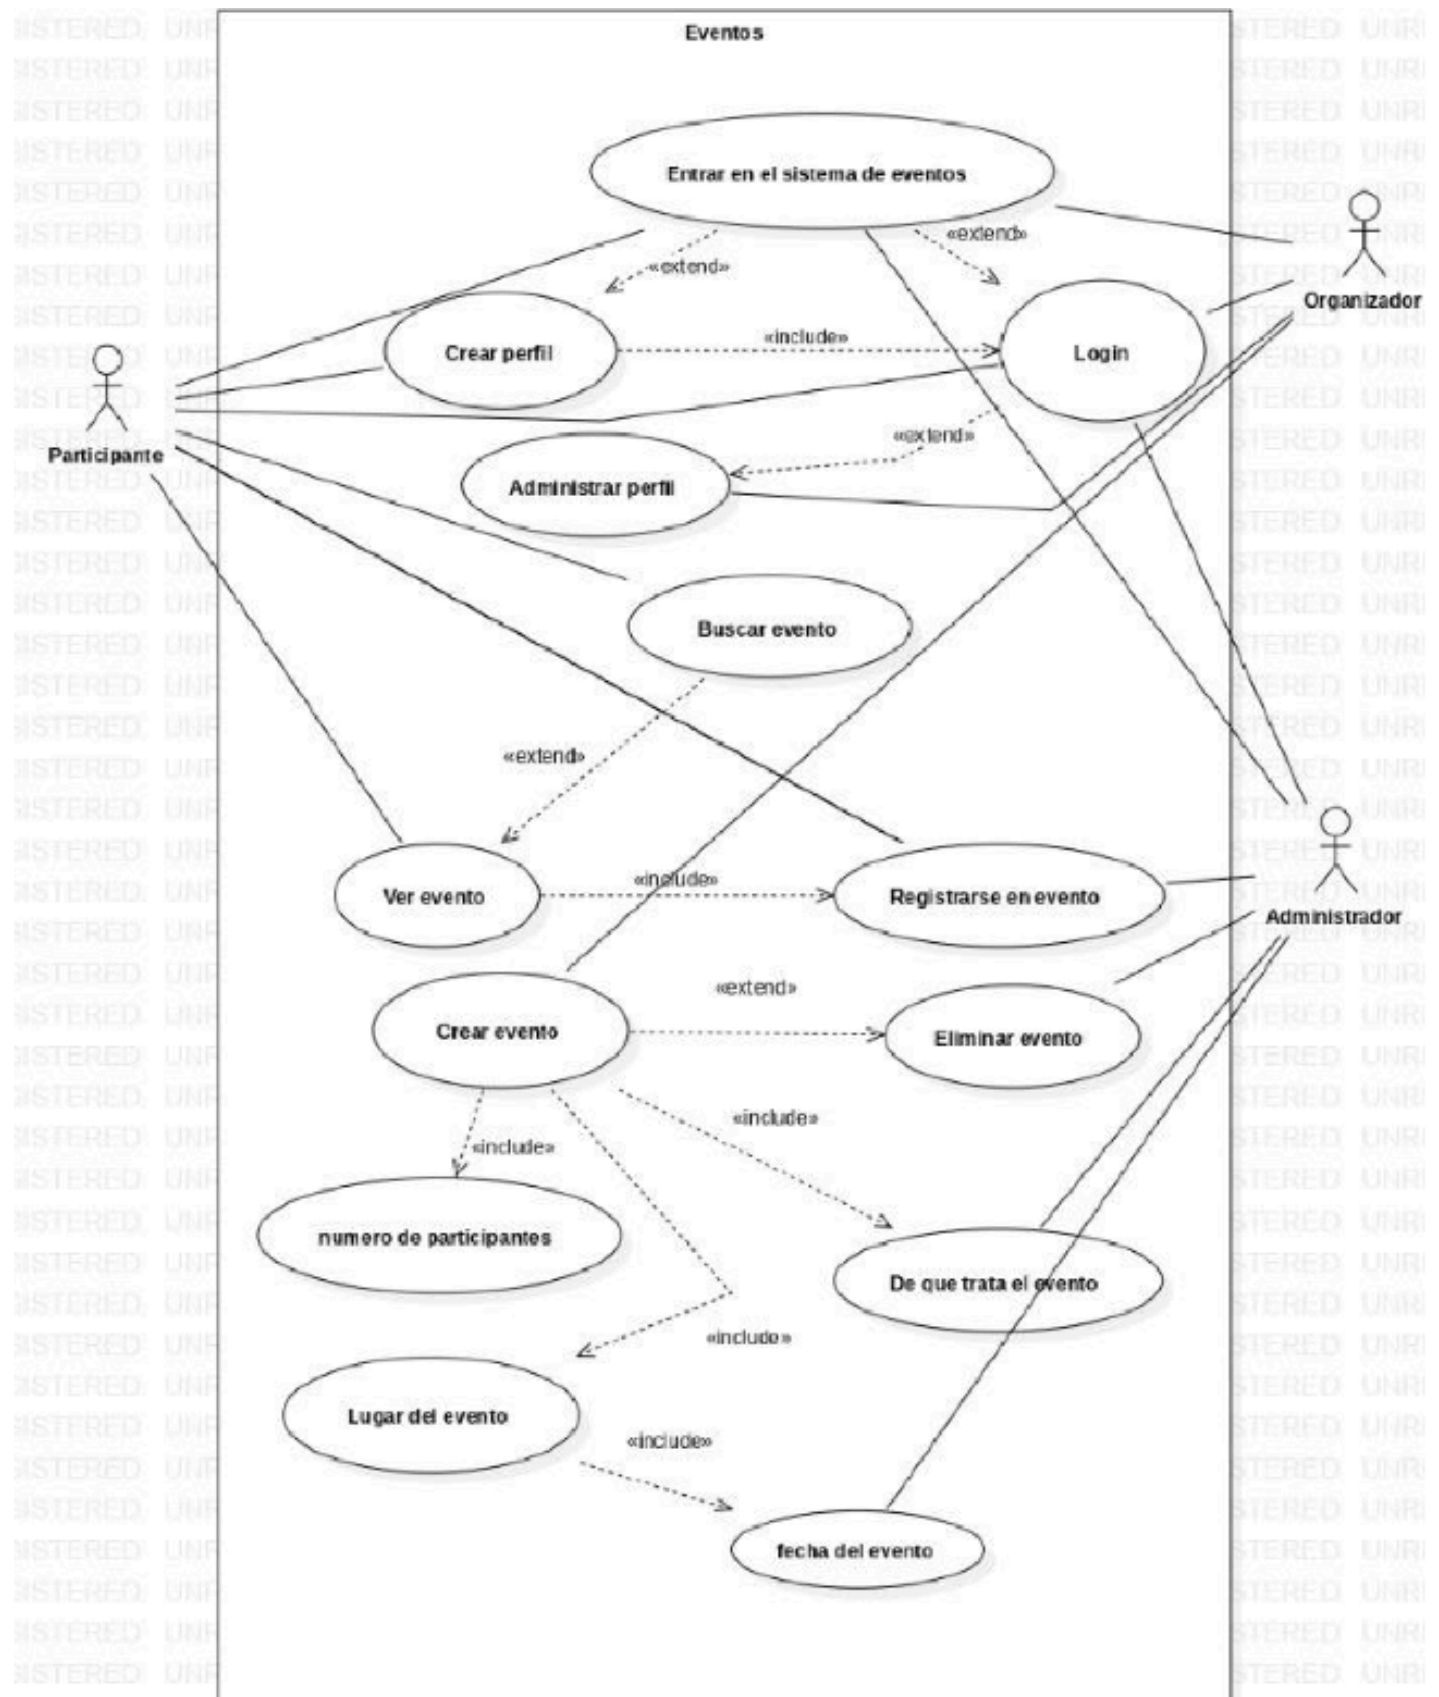 Eventos
Entrar en el sistema de eventos
«extend»
«extend»
Organizador
Crear perfil
«include»
Login
Participante
«extend»
Administrar perfil
Buscar evento
«extend»
Ver evento
«include»
Registrarse en evento
Administrador
Crear evento
«extend»
Eliminar evento
«include»
«include»
numero de participantes
De que trata el evento
«include»
Lugar del evento
«include»
fecha del evento